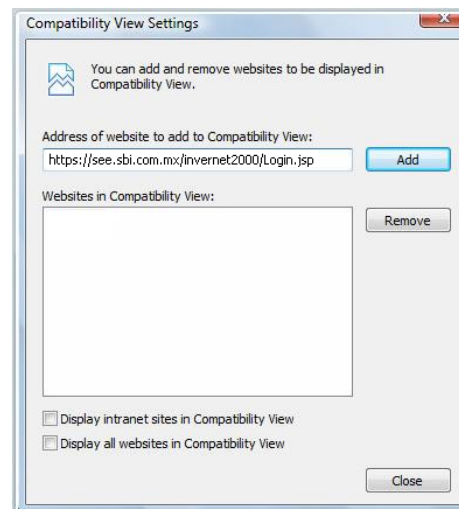 Compatibility View Settings
You can add and remove websites to be displayed in
Compatibility View.
Address of website to add to Compatibility View:
https://see.sbi.com.mx/invernet2000/Login.jsp
Add
Websites in Compatibility View:
Remove
Display intranet sites in Compatibility View
Display all websites in Compatibility View
Close